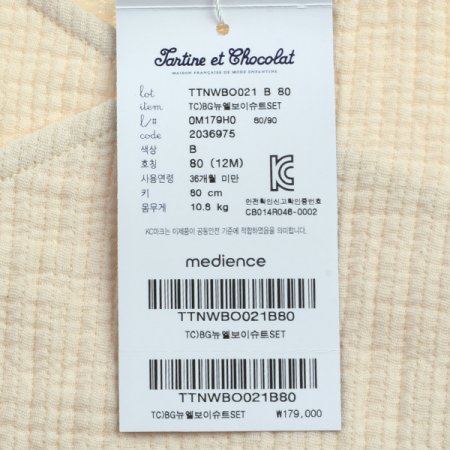 Tartine et Chocolat
MAISON FRANÇAISE DE MODE ENFANTINE
lot TTNWBO021 B 80
item TC)BG뉴엘보이슈트SET
l/# 0M179H0 80/90
code 2036975
색상 B
호칭 80 (12M)
사용연령 36개월 미만
키 80 cm
몸무게 10.8 kg
안전확인신고확인증번호
CB014R046-0002
KC마크는 이제품이 공동안전 기준에 적합하였음을 의미합니다.
medience
TTNWBO021B80
TC)BG뉴엘보이슈트SET
TTNWBO021B80
TC)BG뉴엘보이슈트SET ₩179,000